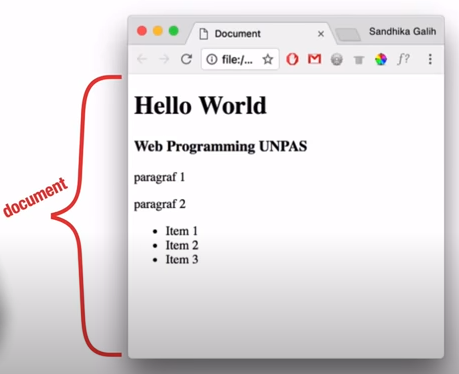 Document
Sandhika Galih
file:/...
f?
Hello World
Web Programming UNPAS
paragraf 1
document
paragraf 2
Item 1
Item 2
Item 3